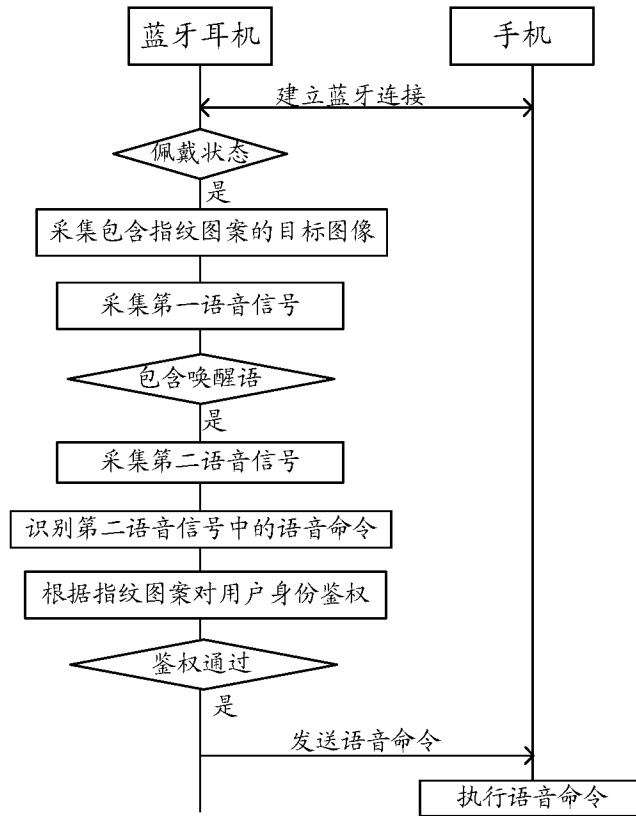 蓝牙耳机
手机
建立蓝牙连接
佩戴状态
是
采集包含指纹图案的目标图像
采集第一语音信号
包含唤醒语
是
采集第二语音信号
识别第二语音信号中的语音命令
根据指纹图案对用户身份鉴权
鉴权通过
是
发送语音命令
执行语音命令